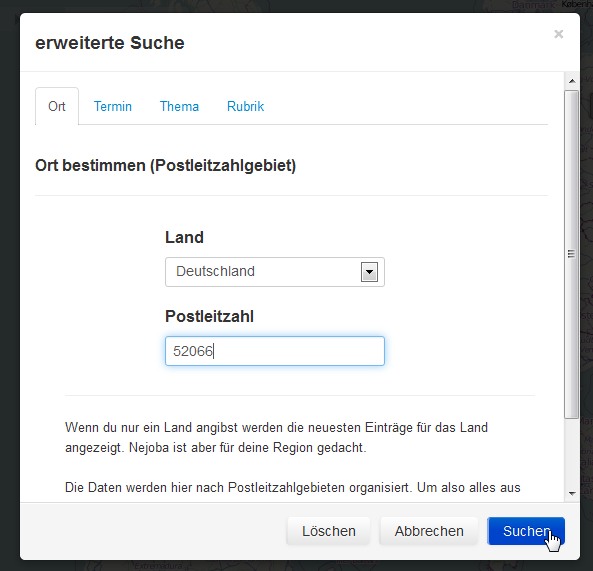 Danmark
København
erweiterte Suche
×
Ort Termin Thema Rubrik
Ort bestimmen (Postleitzahlgebiet)
Land
Deutschland
Postleitzahl
52066
Wenn du nur ein Land angibst werden die neuesten Einträge für das Land
angezeigt. Nejoba ist aber für deine Region gedacht.
Die Daten werden hier nach Postleitzahlgebieten organisiert. Um also alles aus
Löschen Abbrechen Suchen